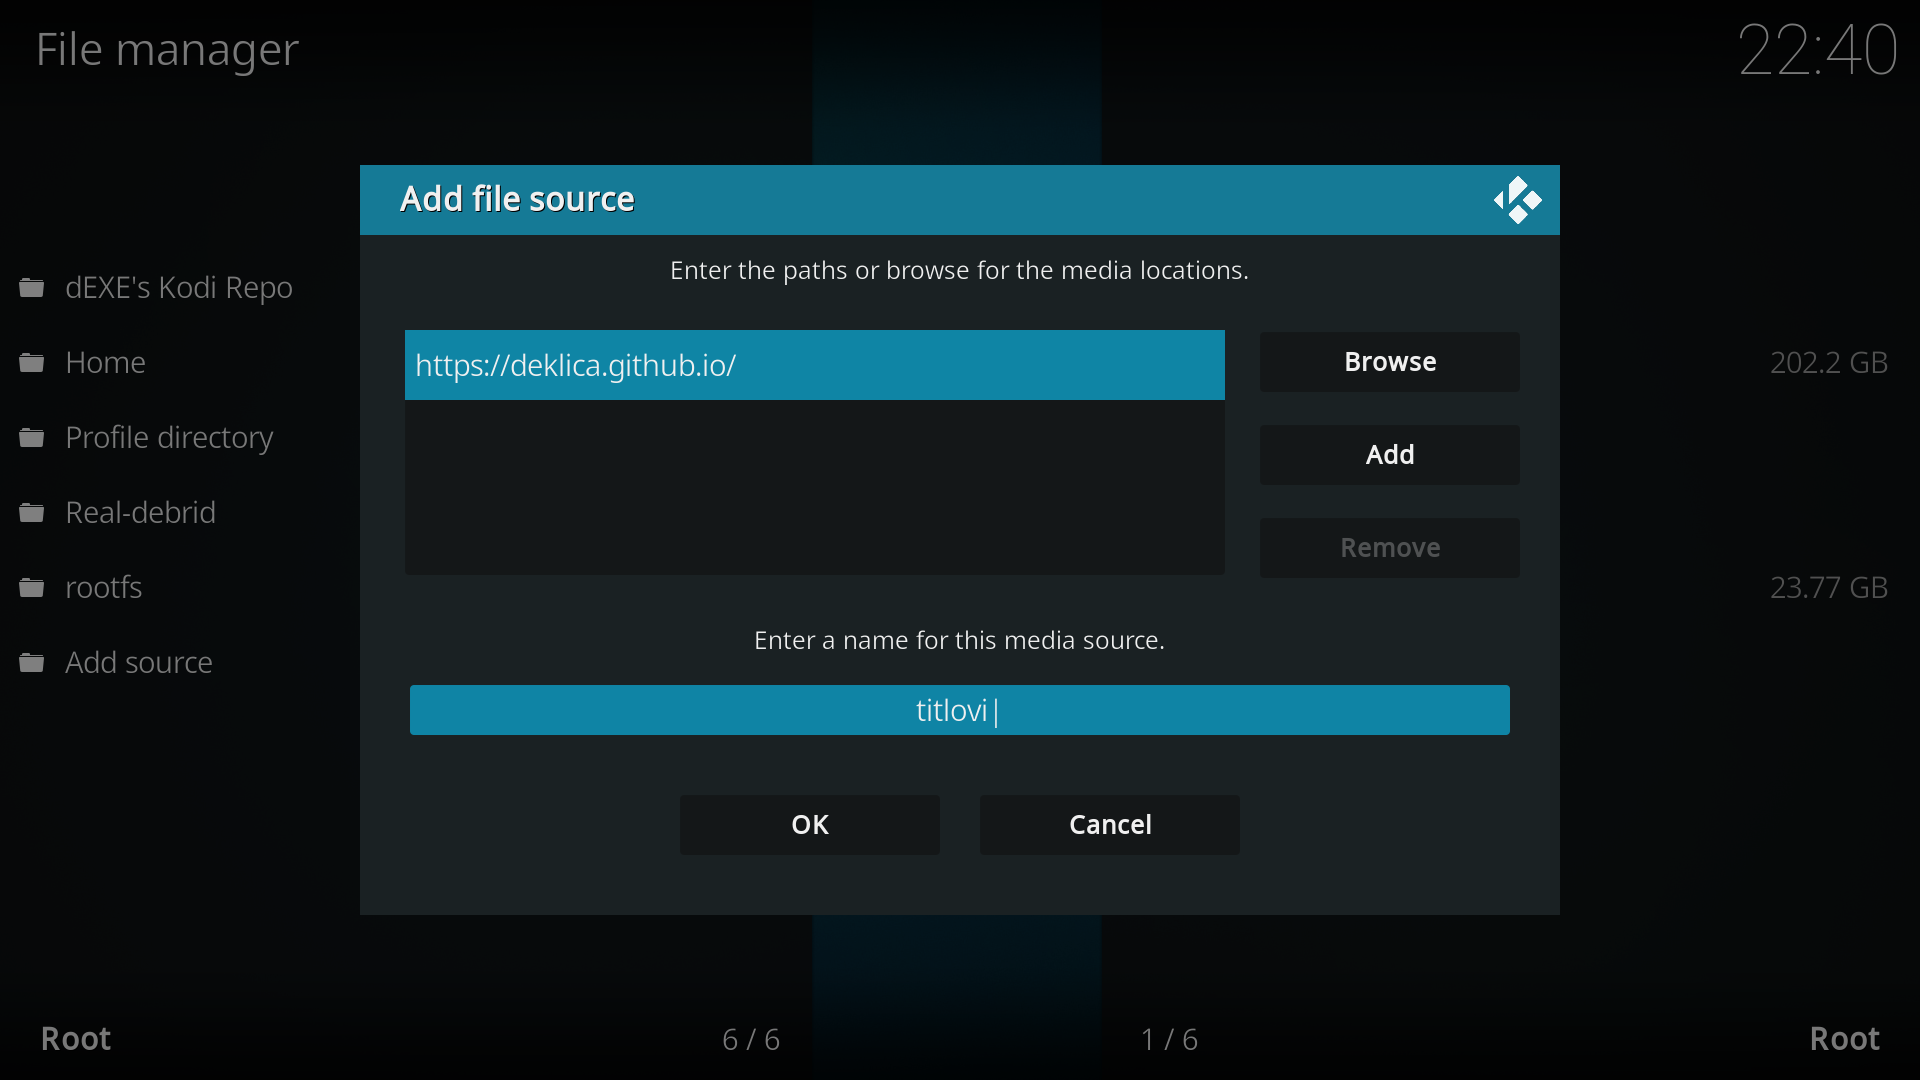 File manager
22:40
Add file source
Enter the paths or browse for the media locations.
https://deklica.github.io/
Browse
Add
Remove
Enter a name for this media source.
titlovi|
OK
Cancel
dEXE's Kodi Repo
Home
202.2 GB
Profile directory
Real-debrid
rootfs
23.77 GB
Add source
Root
6 / 6
1 / 6
Root